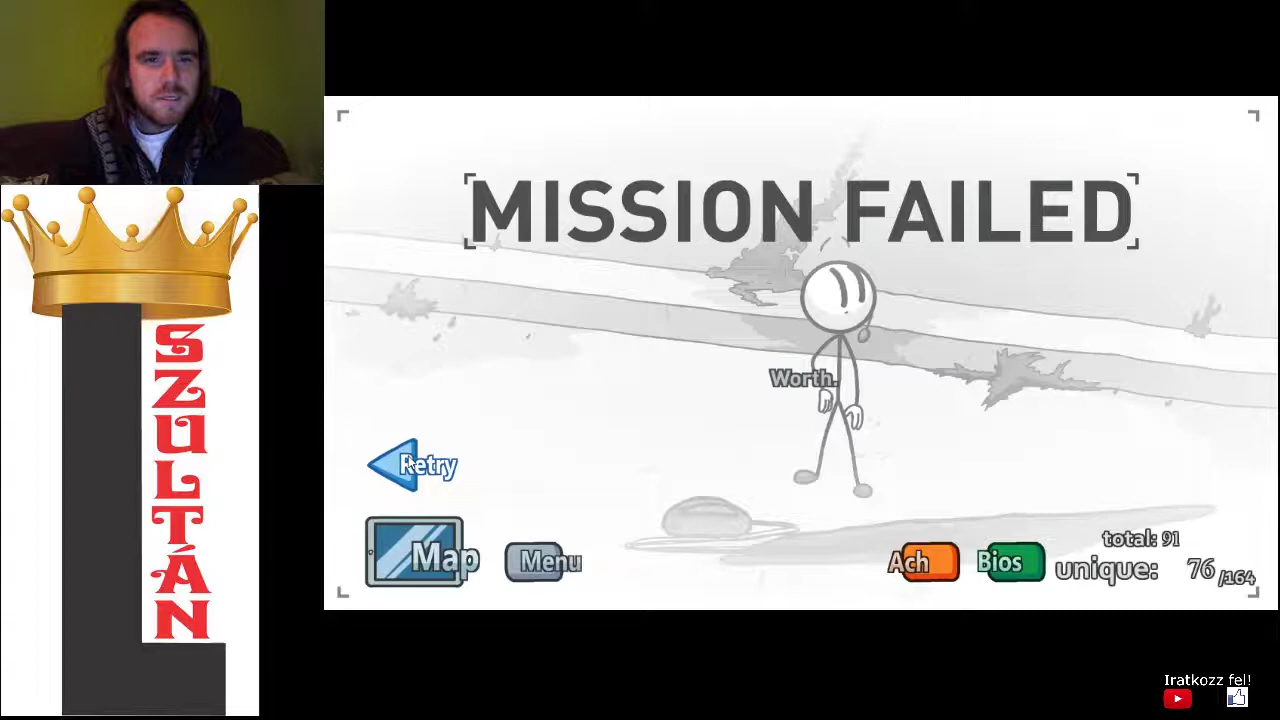 MISSION FAILED
Worth.
Retry
Map
Menu
Ach
Bios
total: 91
unique: 76 /164
L
SZULTÁN
Iratkozz fel!